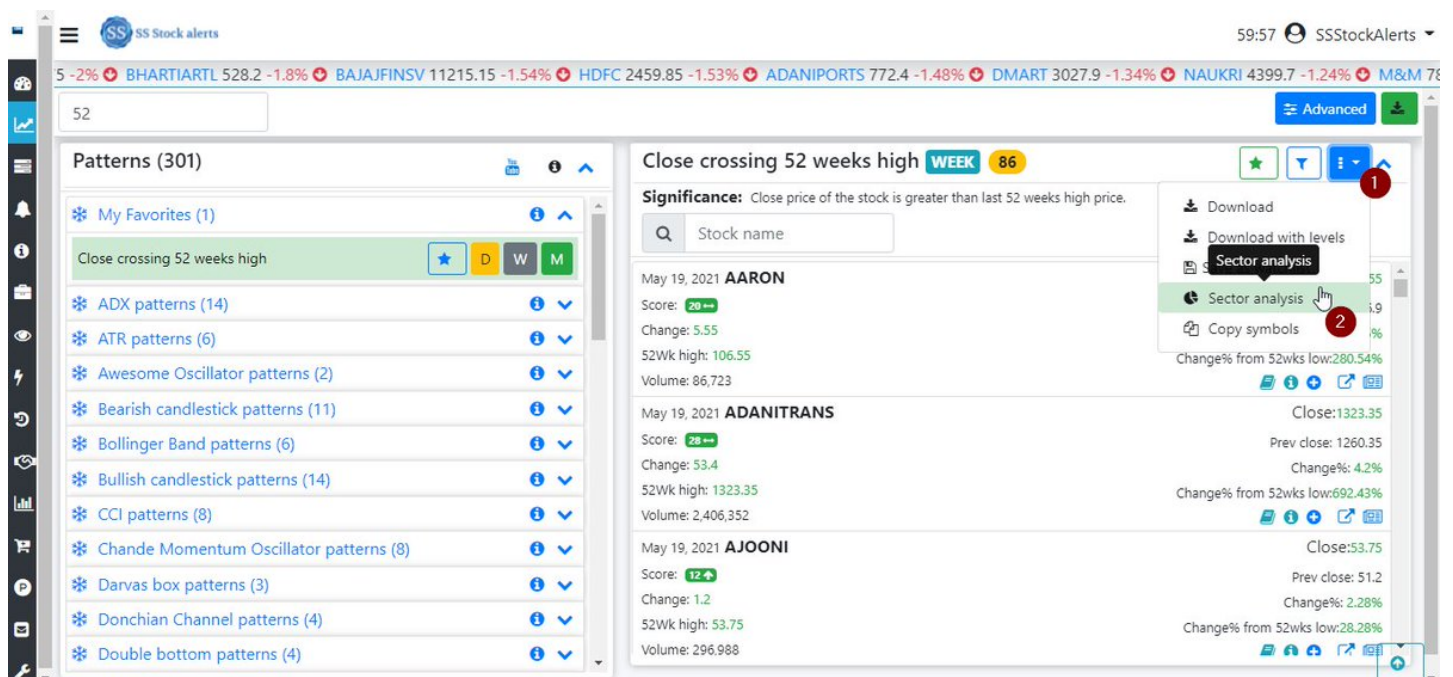 SS SS Stock alerts
59:57 SSStockAlerts
5 -2% BHARTIARTL 528.2 -1.8% BAJAJFINSV 11215.15 -1.54% HDFC 2459.85 -1.53% ADANIPORTS 772.4 -1.48% DMART 3027.9 -1.34% NAUKRI 4399.7 -1.24% M&M 78
52
Advanced
Patterns (301)
You Tube
My Favorites (1)
Close crossing 52 weeks high D W M
ADX patterns (14)
ATR patterns (6)
Awesome Oscillator patterns (2)
Bearish candlestick patterns (11)
Bollinger Band patterns (6)
Bullish candlestick patterns (14)
CCI patterns (8)
Chande Momentum Oscillator patterns (8)
Darvas box patterns (3)
Donchian Channel patterns (4)
Double bottom patterns (4)
Close crossing 52 weeks high WEEK 86
1
Significance: Close price of the stock is greater than last 52 weeks high price.
Stock name
Download
Download with levels
S
Sector analysis
Sector analysis
2
Copy symbols
May 19, 2021 AARON
55
Score: 20
.9
Change: 5.55
%
52Wk high: 106.55
Change% from 52wks low:280.54%
Volume: 86,723
May 19, 2021 ADANITRANS
Close:1323.35
Score: 28
Prev close: 1260.35
Change: 53.4
Change%: 4.2%
52Wk high: 1323.35
Change% from 52wks low:692.43%
Volume: 2,406,352
May 19, 2021 AJOONI
Close:53.75
Score: 12
Prev close: 51.2
Change: 1.2
Change%: 2.28%
52Wk high: 53.75
Change% from 52wks low:28.28%
Volume: 296,988
P